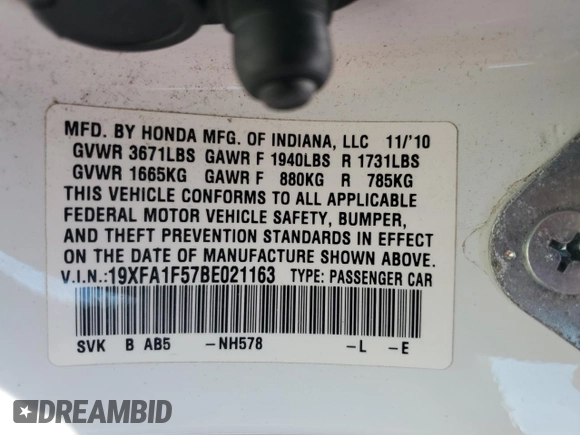 MFD. BY HONDA MFG. OF INDIANA, LLC 11/'10
GVWR 3671LBS GAWR F 1940LBS R 1731LBS
GVWR 1665KG GAWR F 880KG R 785KG
THIS VEHICLE CONFORMS TO ALL APPLICABLE
FEDERAL MOTOR VEHICLE SAFETY, BUMPER,
AND THEFT PREVENTION STANDARDS IN EFFECT
ON THE DATE OF MANUFACTURE SHOWN ABOVE.
V.I.N.:19XFA1F57BE021163 TYPE: PASSENGER CAR
SVK B AB5 -NH578 -L -E
DREAMBID